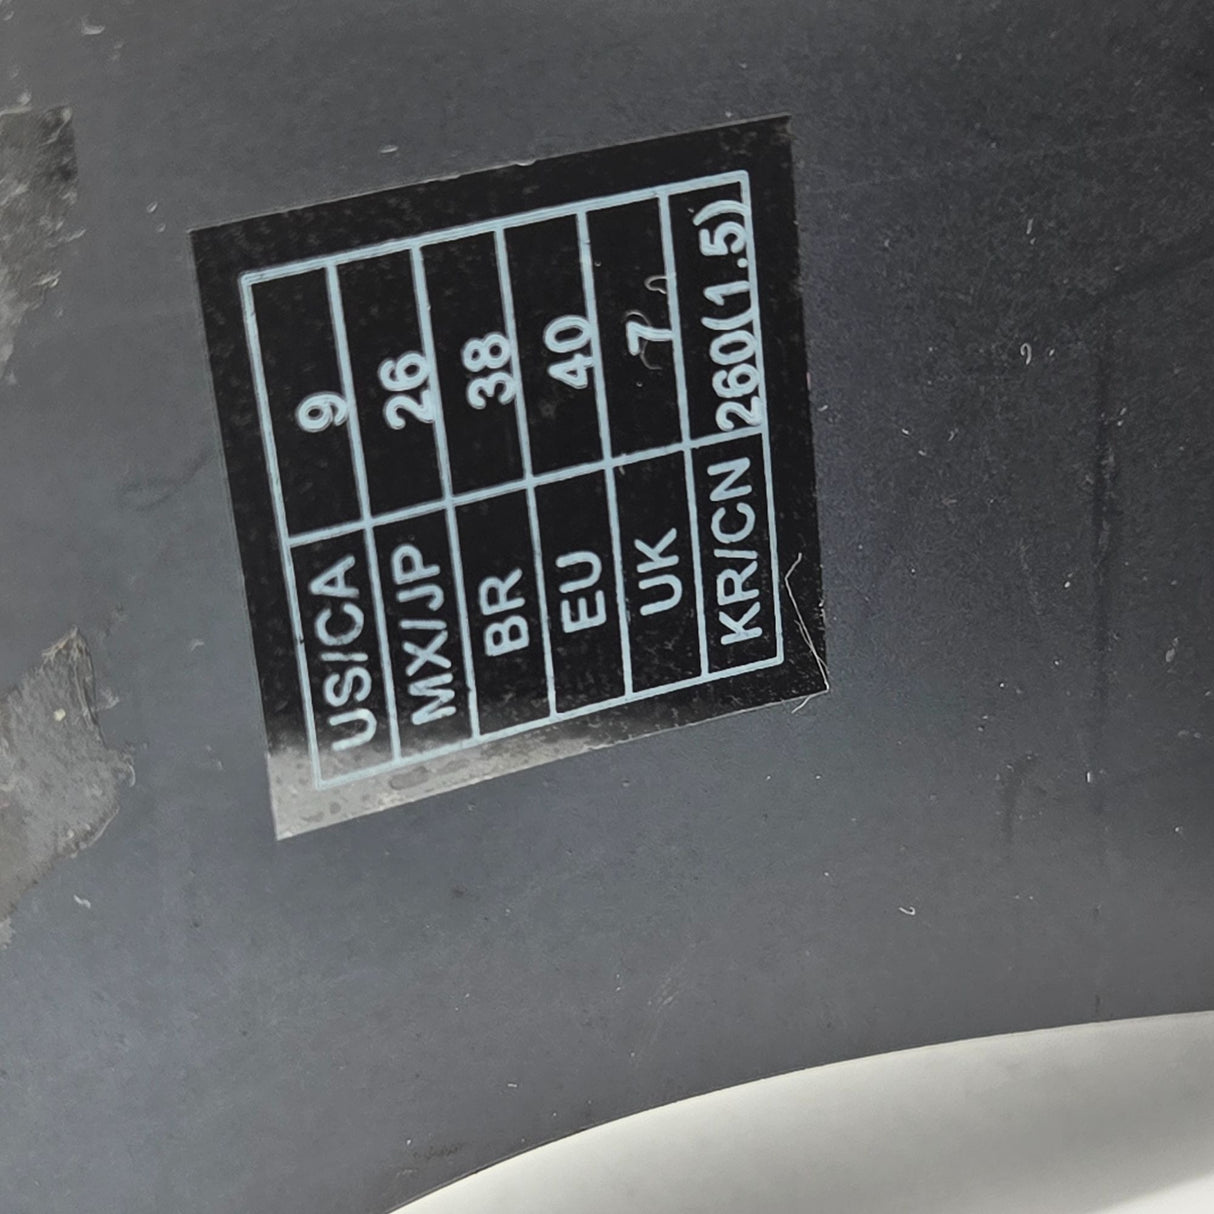 US/CA 9
MX/JP 26
BR 38
EU 40
UK 7
KR/CN 260(1.5)